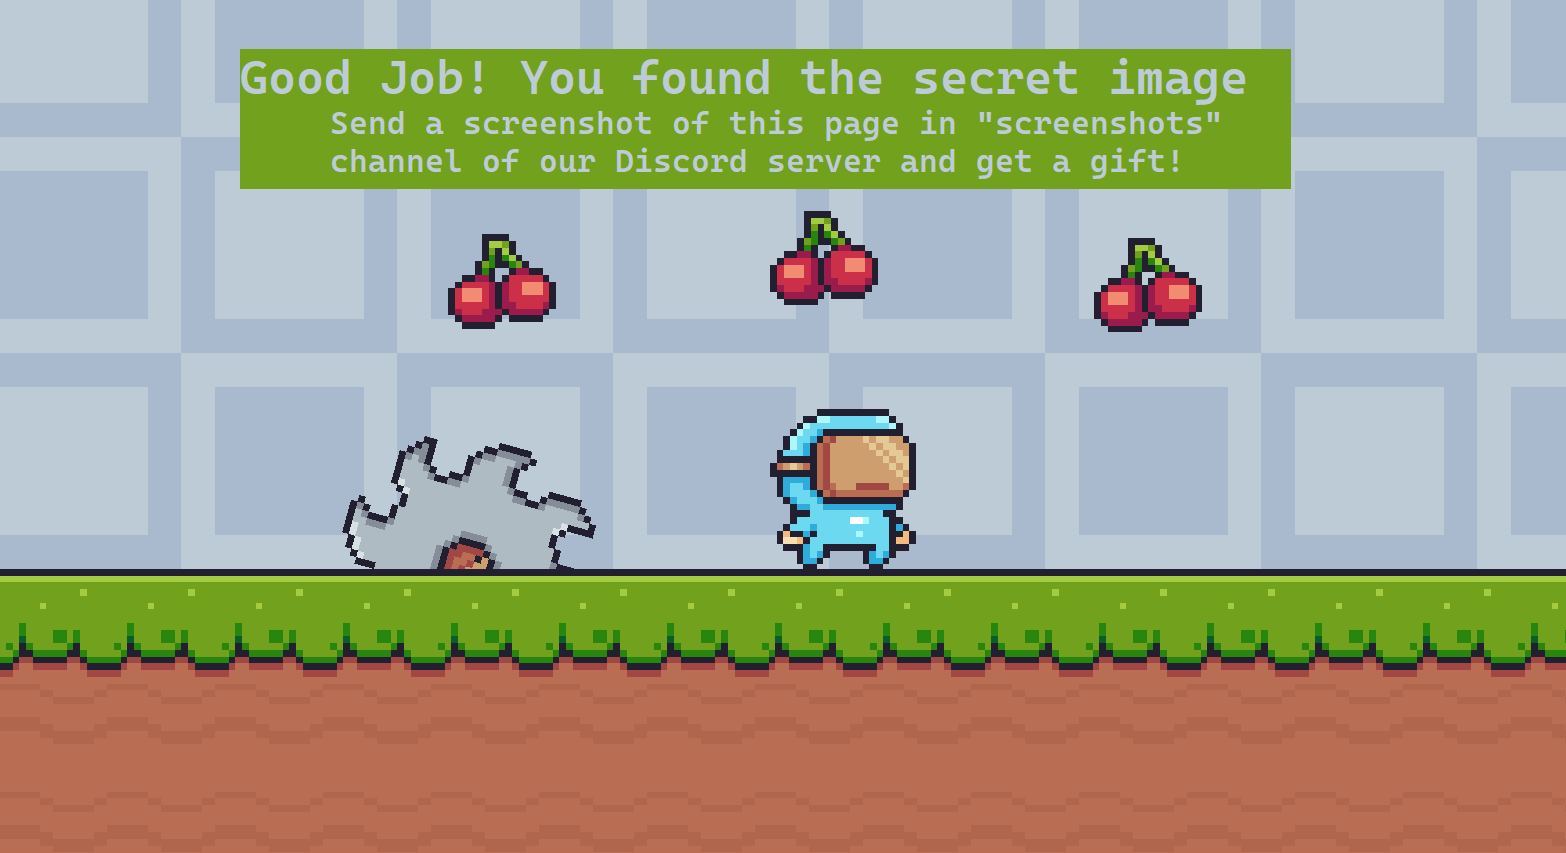 Good Job! You found the secret image
Send a screenshot of this page in "screenshots"
channel of our Discord server and get a gift!